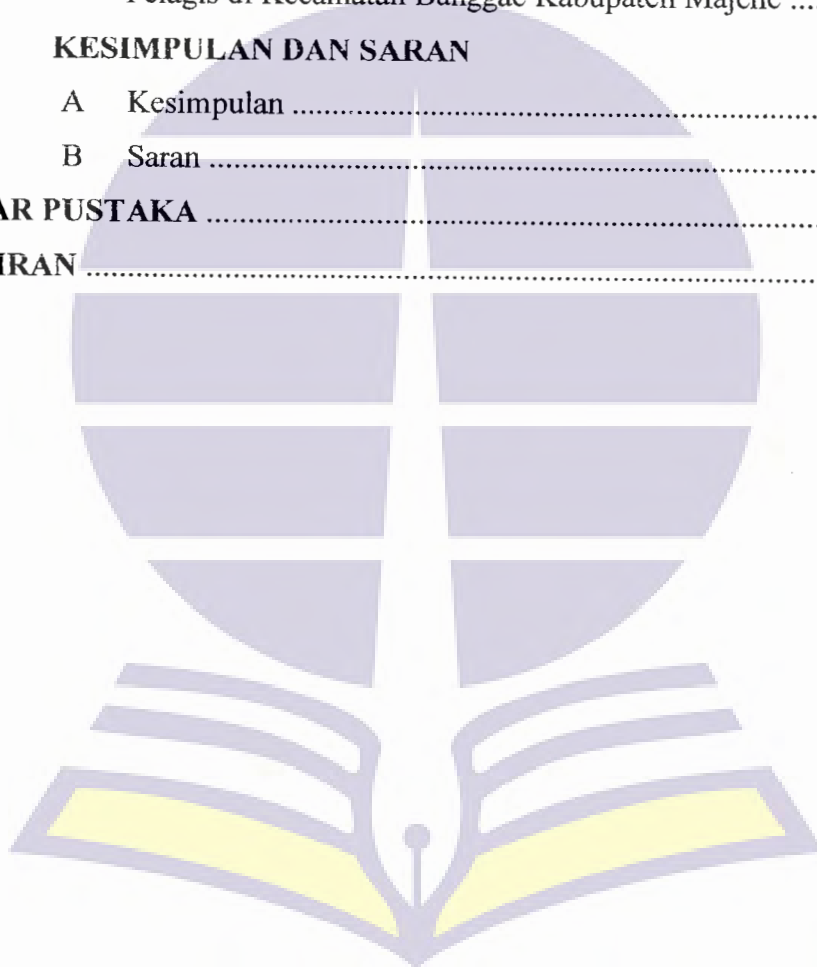 Pelagis di Kecamatan Banggae Kabupaten Majene ....
KESIMPULAN DAN SARAN
A Kesimpulan ..........................................................
B Saran ....................................................................
AR PUSTAKA ....................................................................
IRAN ....................................................................................